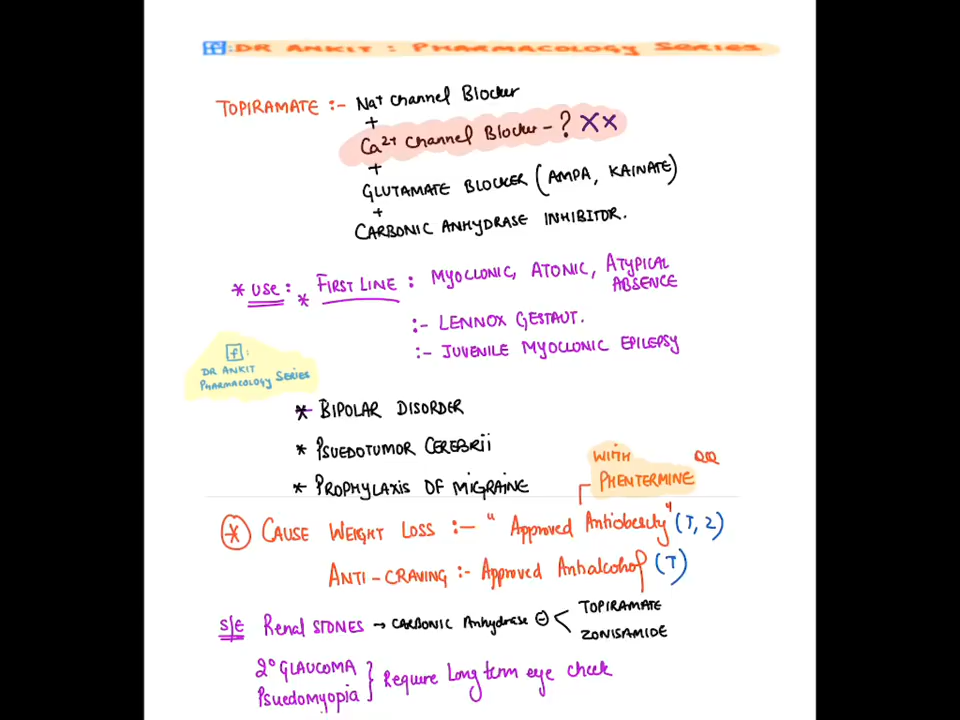 f: DR ANKIT : PHARMACOLOGY SERIES
TOPIRAMATE :- Na+ channel Blocker
+
Ca2+ channel Blocker - ? XX
+
GLUTAMATE BLOCKER (AMPA, KAINATE)
+
CARBONIC ANHYDRASE INHIBITOR.
* USE: * FIRST LINE : MYOCLONIC, ATONIC, ATYPICAL
ABSENCE
:- LENNOX GESTAUT.
:- JUVENILE MYOCLONIC EPILEPSY
f:
DR ANKIT
PHARMACOLOGY SERIES
* BIPOLAR DISORDER
* PSUEDOTUMOR CEREBRII
* PROPHYLAXIS OF MIGRAINE
WITH
PHENTERMINE
* CAUSE WEIGHT LOSS :- " Approved Antiobesity" (T, Z)
ANTI-CRAVING :- Approved Antialcohol (T)
S/E Renal STONES → CARBONIC Anhydrase ⊖ < TOPIRAMATE
ZONISAMIDE
2° GLAUCOMA
Psuedomyopia } Require Long term eye check